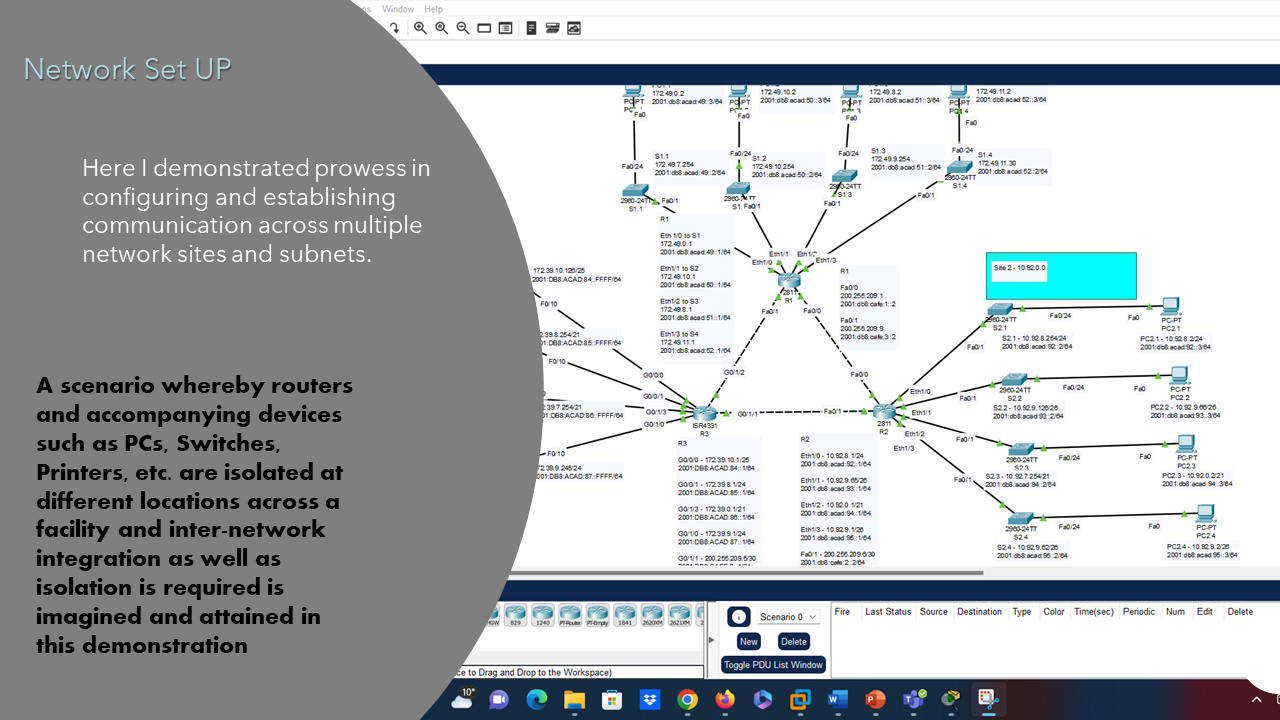 Window Help
Network Set UP
Here I demonstrated prowess in
configuring and establishing
communication across multiple
network sites and subnets.
A scenario whereby routers
and accompanying devices
such as PCs, Switches,
Printers, etc. are isolated at
different locations across a
facility and inter-network
integration as well as
isolation is required is
imagined and attained in
this demonstration
172.49.0.2
2001:db8:acad:49::3/64
172.49.10.2
2001:db8:acad:50::3/64
172.49.8.2
2001:db8:acad:51::3/64
172.49.11.2
2001:db8:acad:52::3/64
Fa0
Fa0
Fa0
Fa0
Fa0/24
Fa0/24
Fa0/24
Fa0/24
S1.1
172.49.7.254
2001:db8:acad:49::2/64
S1.2
172.49.10.254
2001:db8:acad:50::2/64
S1.3
172.49.9.254
2001:db8:acad:51::2/64
S1.4
172.49.11.30
2001:db8:acad:52::2/64
2960-24TT
S1.1
2960-24TT
S1.3
2960-24TT
S1.4
Fa0/1
Fa0/1
Fa0/1
Fa0/1
R1
Eth 1/0 to S1
172.49.0.1
2001:db8:acad:49::1/64
Eth1/1 to S2
172.49.10.1
2001:db8:acad:50::1/64
Eth1/2 to S3
172.49.8.1
2001:db8:acad:51::1/64
Eth1/3 to S4
172.49.11.1
2001:db8:acad:52::1/64
Eth1/0
Eth1/1
Eth1/3
2811
R1
Fa0/1
Fa0/0
R1
Fa0/0
200.255.209.1
2001:db8:cafe:1::2
Fa0/1
200.255.209.9
2001:db8:cafe:3::2
Site 2 - 10.92.0.0
172.39.10.126/25
2001:DB8:ACAD:84::FFFF/64
F0/10
.39.8.254/21
:DB8:ACAD:85::FFFF/64
F0/10
.39.7.254/21
:DB8:ACAD:86::FFFF/64
F0/10
.39.9.245/24
:DB8:ACAD:87::FFFF/64
G0/0/0
G0/0/1
G0/1/3
G0/1/0
G0/1/2
G0/1/1
ISR4331
R3
Fa0/0
Fa0/1
2811
R2
Eth1/0
Eth1/1
Eth1/2
Eth1/3
R3
G0/0/0 - 172.39.10.1/25
2001:DB8:ACAD:84::1/64
G0/0/1 - 172.39.8.1/24
2001:DB8:ACAD:85::1/64
G0/1/3 - 172.39.0.1/21
2001:DB8:ACAD:86::1/64
G0/1/0 - 172.39.9.1/24
2001:DB8:ACAD:87::1/64
G0/1/1 - 200.255.209.5/30
R2
Eth1/0 - 10.92.8.1/24
2001:db8:acad:92::1/64
Eth1/1 - 10.92.9.65/26
2001:db8:acad:93::1/64
Eth1/2 - 10.92.0.1/21
2001:db8:acad:94::1/64
Eth1/3 - 10.92.9.1/26
2001:db8:acad:95::1/64
Fa0/1 - 200.255.209.6/30
2001:db8:cafe:2::2/64
2960-24TT
S2.1
Fa0/24
Fa0
PC-PT
PC2.1
Fa0/1
S2.1 - 10.92.8.254/24
2001:db8:acad:92::2/64
PC2.1 - 10.92.8.2/24
2001:db8:acad:92::3/64
2960-24TT
S2.2
Fa0/24
Fa0
PC-PT
PC2.2
Fa0/1
S2.2 - 10.92.9.126/26
2001:db8:acad:93::2/64
PC2.2 - 10.92.9.66/26
2001:db8:acad:93::3/64
2960-24TT
Fa0/24
Fa0
PC-PT
PC2.3
Fa0/1
S2.3 - 10.92.7.254/21
2001:db8:acad:94::2/64
PC2.3 - 10.92.0.2/21
2001:db8:acad:94::3/64
2960-24TT
S2.4
Fa0/24
Fa0
PC-PT
PC2.4
Fa0/1
S2.4 - 10.92.9.62/26
2001:db8:acad:95::2/64
PC2.4 - 10.92.9.2/26
2001:db8:acad:95::3/64
829 1240 PT-Router PT-Empty 1841 2620XM 2621XM
Scenario 0
New Delete
Toggle PDU List Window
Fire Last Status Source Destination Type Color Time(sec) Periodic Num Edit Delete
ce to Drag and Drop to the Workspace)
10°